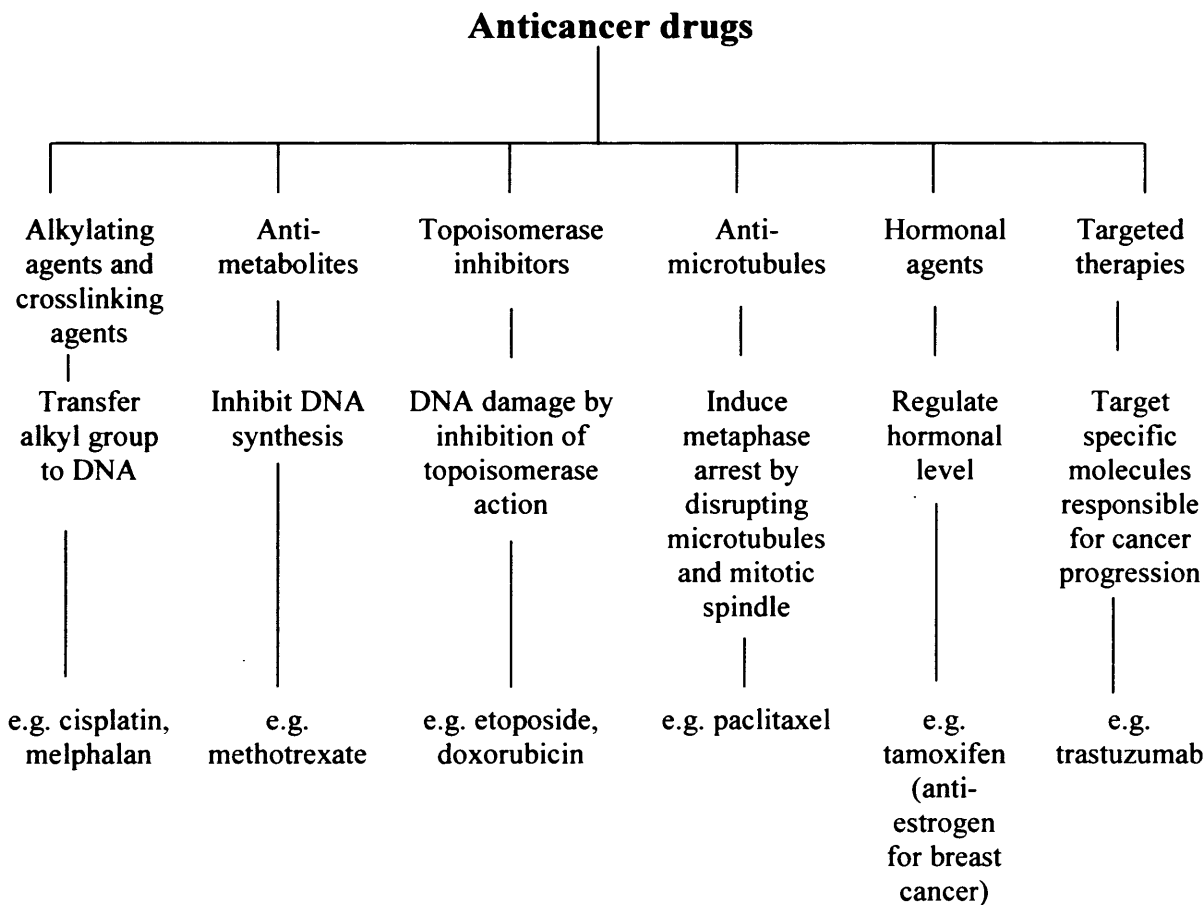 Anticancer drugs
Alkylating
agents and
crosslinking
agents
Transfer
alkyl group
to DNA
e.g. cisplatin,
melphalan
Anti-
metabolites
Inhibit DNA
synthesis
e.g.
methotrexate
Topoisomerase
inhibitors
DNA damage by
inhibition of
topoisomerase
action
e.g. etoposide,
doxorubicin
Anti-
microtubules
Induce
metaphase
arrest by
disrupting
microtubules
and mitotic
spindle
e.g. paclitaxel
Hormonal
agents
Regulate
hormonal
level
e.g.
tamoxifen
(anti-
estrogen
for breast
cancer)
Targeted
therapies
Target
specific
molecules
responsible
for cancer
progression
e.g.
trastuzumab